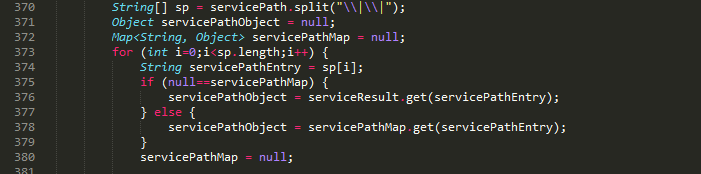 370 String[] sp = servicePath.split("\\|\\|");
371 Object servicePathObject = null;
372 Map<String, Object> servicePathMap = null;
373 for (int i=0;i<sp.length;i++) {
374 String servicePathEntry = sp[i];
375 if (null==servicePathMap) {
376 servicePathObject = serviceResult.get(servicePathEntry);
377 } else {
378 servicePathObject = servicePathMap.get(servicePathEntry);
379 }
380 servicePathMap = null;
381